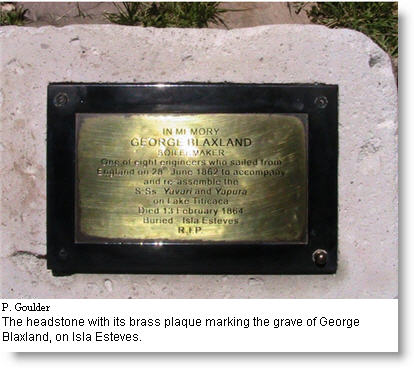 IN MEMORY
GEORGE BLAXLAND
BOILERMAKER
One of eight engineers who sailed from
England on 28th June 1862 to accompany
and re-assemble the
S.Ss Yavari and Yapura
on Lake Titicaca
Died 13 February 1864
Buried - Isla Esteves
R.I.P.
P. Goulder
The headstone with its brass plaque marking the grave of George
Blaxland, on Isla Esteves.